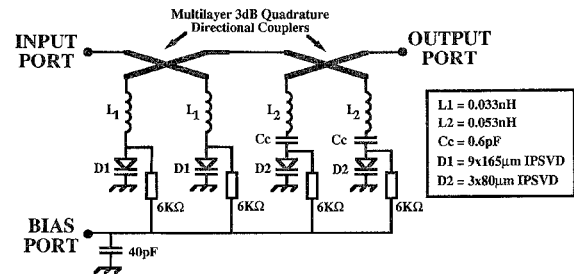 Multilayer 3dB Quadrature
Directional Couplers
INPUT
PORT
OUTPUT
PORT
L1
L1
L2
L2
Cc
Cc
D1
D1
D2
D2
6KΩ
6KΩ
6KΩ
6KΩ
BIAS
PORT
40pF
L1 = 0.033nH
L2 = 0.053nH
Cc = 0.6pF
D1 = 9x165μm IPSVD
D2 = 3x80μm IPSVD